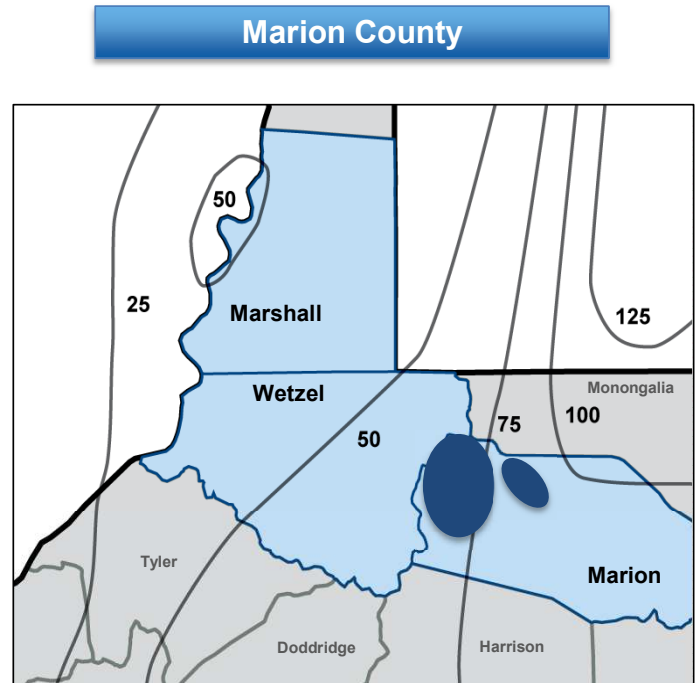 Marion County
50
25
Marshall
125
Monongalia
Wetzel
100
75
50
Tyler
Marion
Doddridge
Harrison